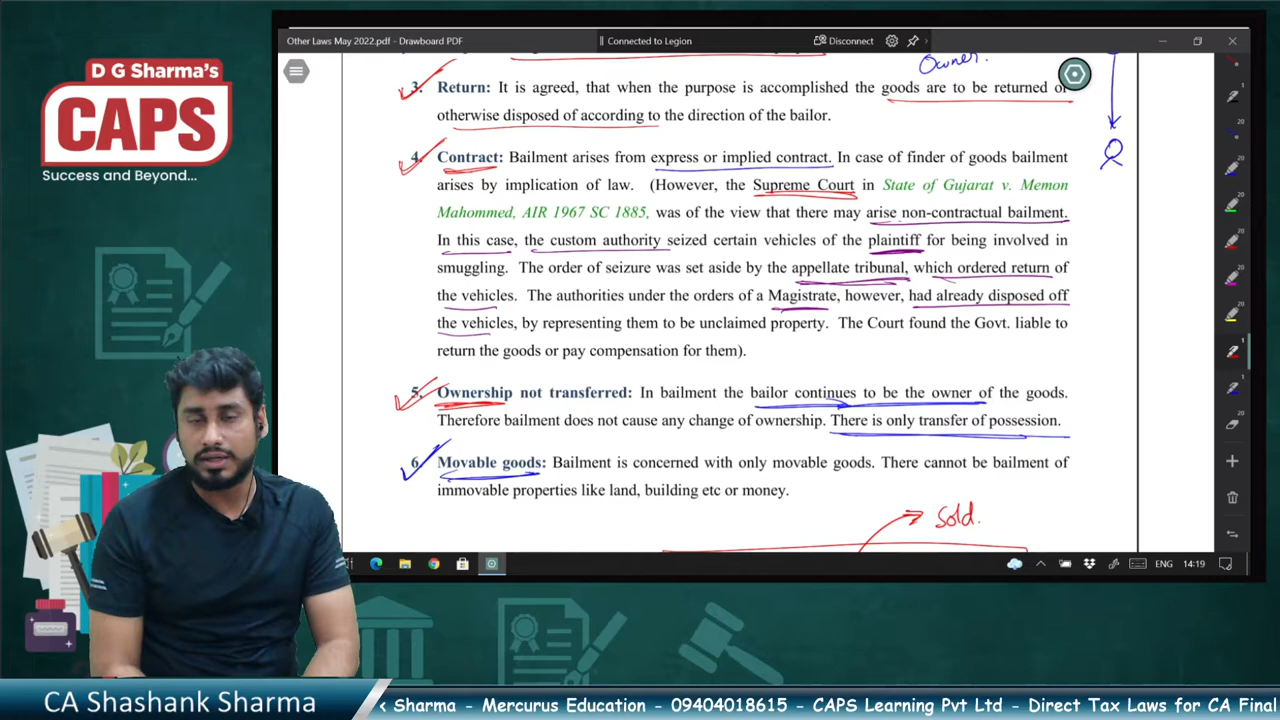 D G Sharma's
CAPS
Success and Beyond...
Other Laws May 2022.pdf - Drawboard PDF
Connected to Legion
Disconnect
Owner.
3. Return: It is agreed, that when the purpose is accomplished the goods are to be returned or
otherwise disposed of according to the direction of the bailor.
4. Contract: Bailment arises from express or implied contract. In case of finder of goods bailment
arises by implication of law. (However, the Supreme Court in State of Gujarat v. Memon
Mahommed, AIR 1967 SC 1885, was of the view that there may arise non-contractual bailment.
In this case, the custom authority seized certain vehicles of the plaintiff for being involved in
smuggling. The order of seizure was set aside by the appellate tribunal, which ordered return of
the vehicles. The authorities under the orders of a Magistrate, however, had already disposed off
the vehicles, by representing them to be unclaimed property. The Court found the Govt. liable to
return the goods or pay compensation for them).
5. Ownership not transferred: In bailment the bailor continues to be the owner of the goods.
Therefore bailment does not cause any change of ownership. There is only transfer of possession.
6. Movable goods: Bailment is concerned with only movable goods. There cannot be bailment of
immovable properties like land, building etc or money.
Sold.
ENG
14:19
CA Shashank Sharma
< Sharma - Mercurus Education - 09404018615 - CAPS Learning Pvt Ltd - Direct Tax Laws for CA Final